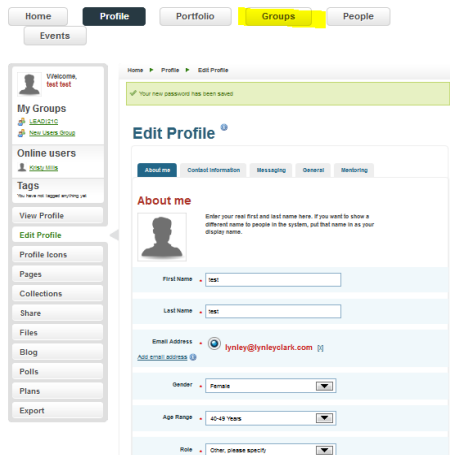 Home Profile Portfolio Groups People
Events
Welcome,
test test
My Groups
LEADI21C
New Users Group
Online users
Kristy Mills
Tags
You have not tagged anything yet
View Profile
Edit Profile
Profile Icons
Pages
Collections
Share
Files
Blog
Polls
Plans
Export
Home Profile Edit Profile
Your new password has been saved
Edit Profile
About me Contact information Messaging General Mentoring
About me
Enter your real first and last name here. If you want to show a
different name to people in the system, put that name in as your
display name.
First Name * test
Last Name * test
Email Address * lynley@lynleyclark.com [x]
Add email address
Gender * Female
Age Range * 40-49 Years
Role * Other, please specify